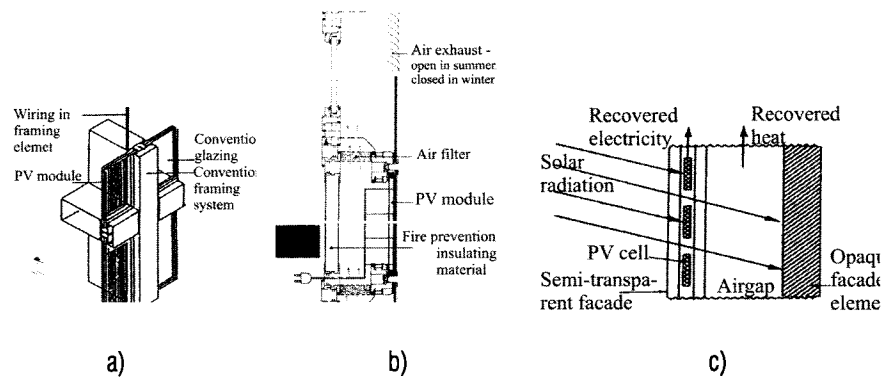 Wiring in
framing
elemet
PV module
Conventio
glazing
Conventio
framing
system
a)
Air exhaust -
open in summer
closed in winter
Air filter
PV module
Fire prevention
insulating
material
b)
Recovered
electricity
Recovered
heat
Solar
radiation
PV cell
Semi-transpa-
rent facade
Airgap
Opaqu
facade
eleme
c)